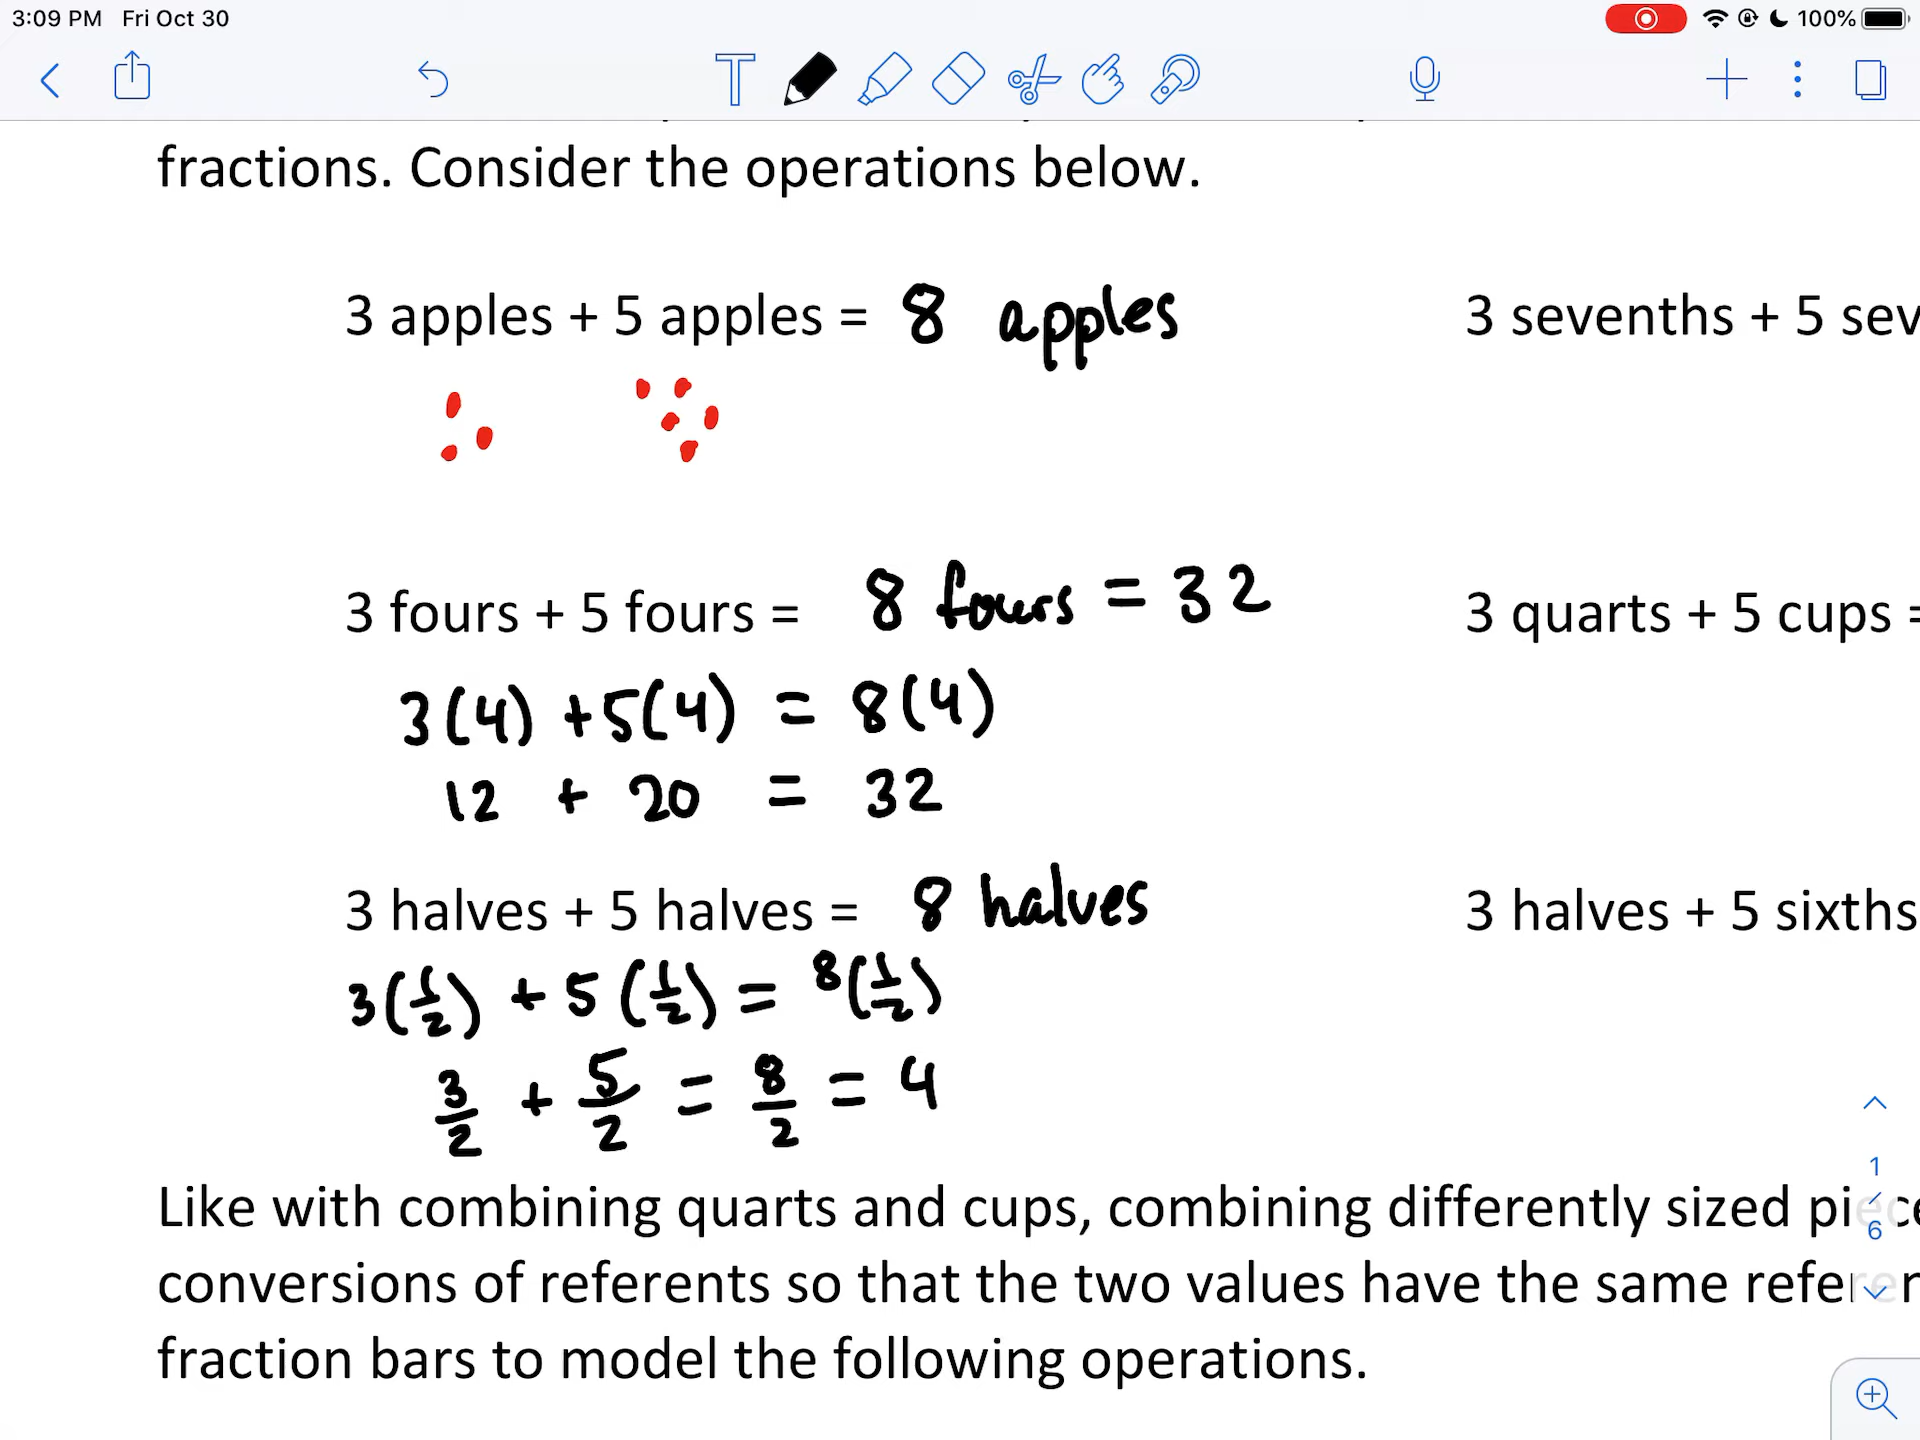 3:09 PM Fri Oct 30 100%
fractions. Consider the operations below.
3 apples + 5 apples = 8 apples
3 sevenths + 5 sev
3 fours + 5 fours = 8 fours = 32
3 quarts + 5 cups =
3(4) + 5(4) = 8(4)
12 + 20 = 32
3 halves + 5 halves = 8 halves
3 halves + 5 sixths
3(1/2) + 5(1/2) = 8(1/2)
3/2 + 5/2 = 8/2 = 4
1/6
Like with combining quarts and cups, combining differently sized piece
conversions of referents so that the two values have the same referen
fraction bars to model the following operations.